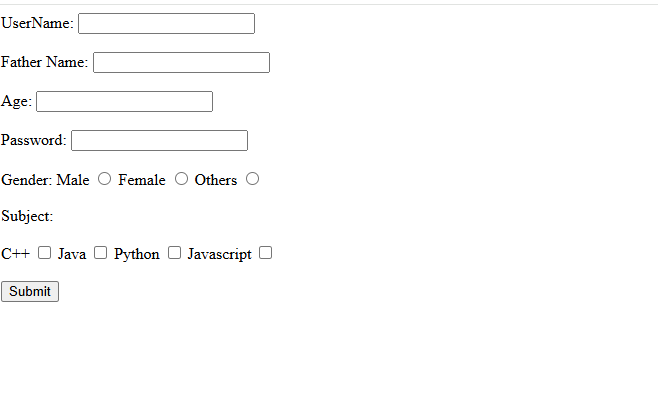 UserName:
Father Name:
Age:
Password:
Gender: Male Female Others
Subject:
C++ Java Python Javascript
Submit